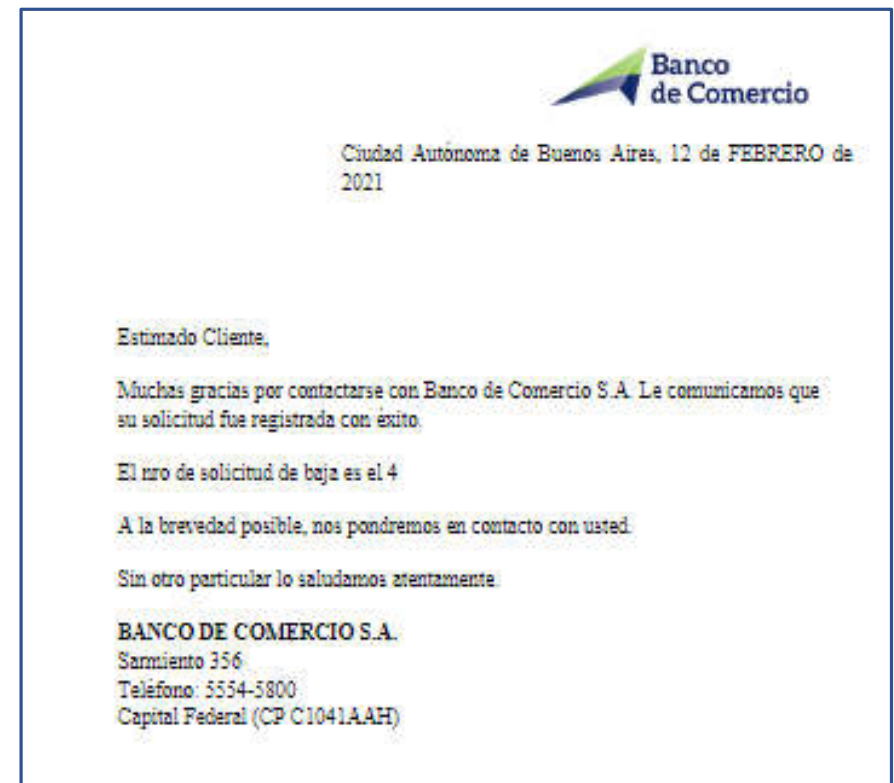 Banco
de Comercio
Ciudad Autónoma de Buenos Aires, 12 de FEBRERO de
2021
Estimado Cliente,
Muchas gracias por contactarse con Banco de Comercio S.A. Le comunicamos que
su solicitud fue registrada con éxito.
El nro de solicitud de baja es el 4
A la brevedad posible, nos pondremos en contacto con usted.
Sin otro particular lo saludamos atentamente.
BANCO DE COMERCIO S.A.
Sarmiento 356
Teléfono: 5554-5800
Capital Federal (CP C1041AAH)